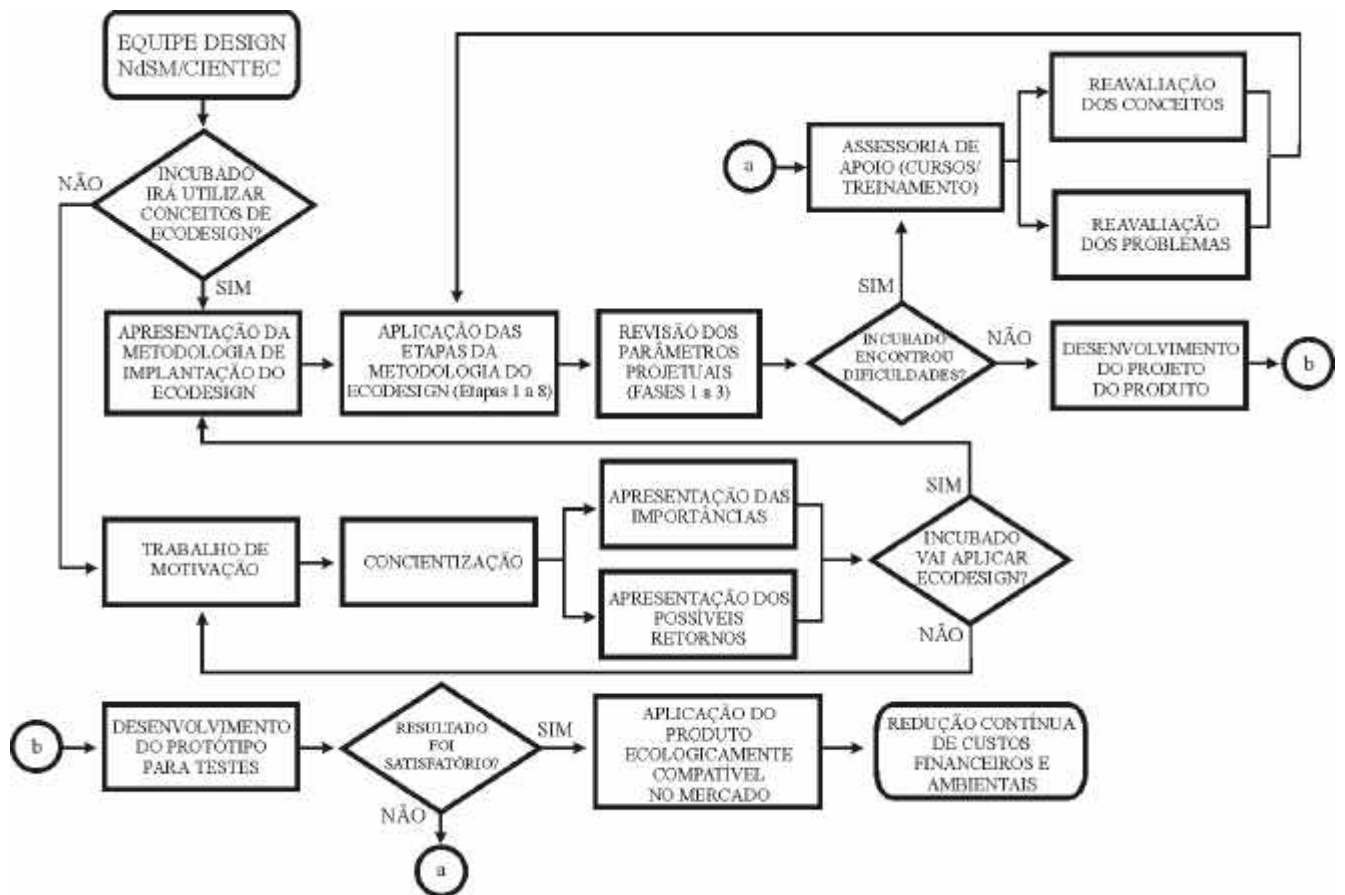 EQUIPE DESIGN
NdSM/CIENTEC
NÃO
INCUBADO
IRÁ UTILIZAR
CONCEITOS DE
ECODESIGN?
SIM
APRESENTAÇÃO DA
METODOLOGIA DE
IMPLANTAÇÃO DO
ECODESIGN
APLICAÇÃO DAS
ETAPAS DA
METODOLOGIA DO
ECODESIGN (Etapas 1 a 8)
REVISÃO DOS
PARÂMETROS
PROJETUAIS
(FASES 1 a 3)
INCUBADO
ENCONTROU
DIFICULDADES?
SIM
a
ASSESSORIA DE
APOIO (CURSOS/
TREINAMENTO)
REAVALIAÇÃO
DOS CONCEITOS
REAVALIAÇÃO
DOS PROBLEMAS
NÃO
DESENVOLVIMENTO
DO PROJETO
DO PRODUTO
b
TRABALHO DE
MOTIVAÇÃO
CONCIENTIZAÇÃO
APRESENTAÇÃO DAS
IMPORTÂNCIAS
APRESENTAÇÃO DOS
POSSÍVEIS
RETORNOS
SIM
INCUBADO
VAI APLICAR
ECODESIGN?
NÃO
b
DESENVOLVIMENTO
DO PROTÓTIPO
PARA TESTES
RESULTADO
FOI
SATISFATÓRIO?
SIM
NÃO
a
APLICAÇÃO DO
PRODUTO
ECOLOGICAMENTE
COMPATÍVEL
NO MERCADO
REDUÇÃO CONTÍNUA
DE CUSTOS
FINANCEIROS E
AMBIENTAIS